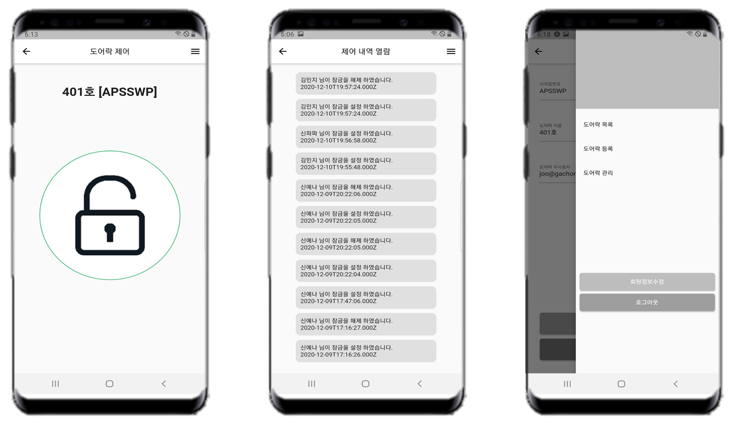 6:13
도어락 제어
401호 [APSSWP]
6:06
제어 내역 열람
김민지 님이 잠금을 해제 하였습니다.
2020-12-10T19:57:24.000Z
김민지 님이 잠금을 설정 하였습니다.
2020-12-10T19:57:24.000Z
신파파 님이 잠금을 설정 하였습니다.
2020-12-10T19:56:58.000Z
김민지 님이 잠금을 설정 하였습니다.
2020-12-10T19:55:48.000Z
신예나 님이 잠금을 해제 하였습니다.
2020-12-09T20:22:06.000Z
신예나 님이 잠금을 설정 하였습니다.
2020-12-09T20:22:05.000Z
신예나 님이 잠금을 해제 하였습니다.
2020-12-09T20:22:05.000Z
신예나 님이 잠금을 설정 하였습니다.
2020-12-09T20:22:04.000Z
신예나 님이 잠금을 설정 하였습니다.
2020-12-09T17:47:06.000Z
신예나 님이 잠금을 해제 하였습니다.
2020-12-09T17:16:27.000Z
신예나 님이 잠금을 설정 하였습니다.
2020-12-09T17:16:26.000Z
6:18
APSSWP
도어락 이름
401호
joo@gachor
도어락 목록
도어락 등록
도어락 관리
회원정보수정
로그아웃